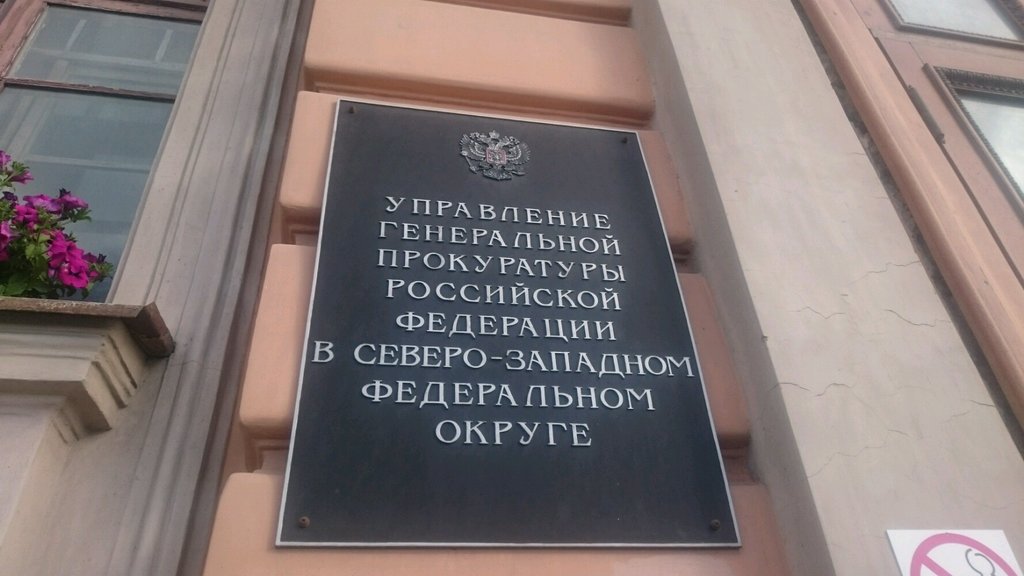 УПРАВЛЕНИЕ
ГЕНЕРАЛЬНОЙ
ПРОКУРАТУРЫ
РОССИЙСКОЙ
ФЕДЕРАЦИИ
В СЕВЕРО-ЗАПАДНОМ
ФЕДЕРАЛЬНОМ
ОКРУГЕ